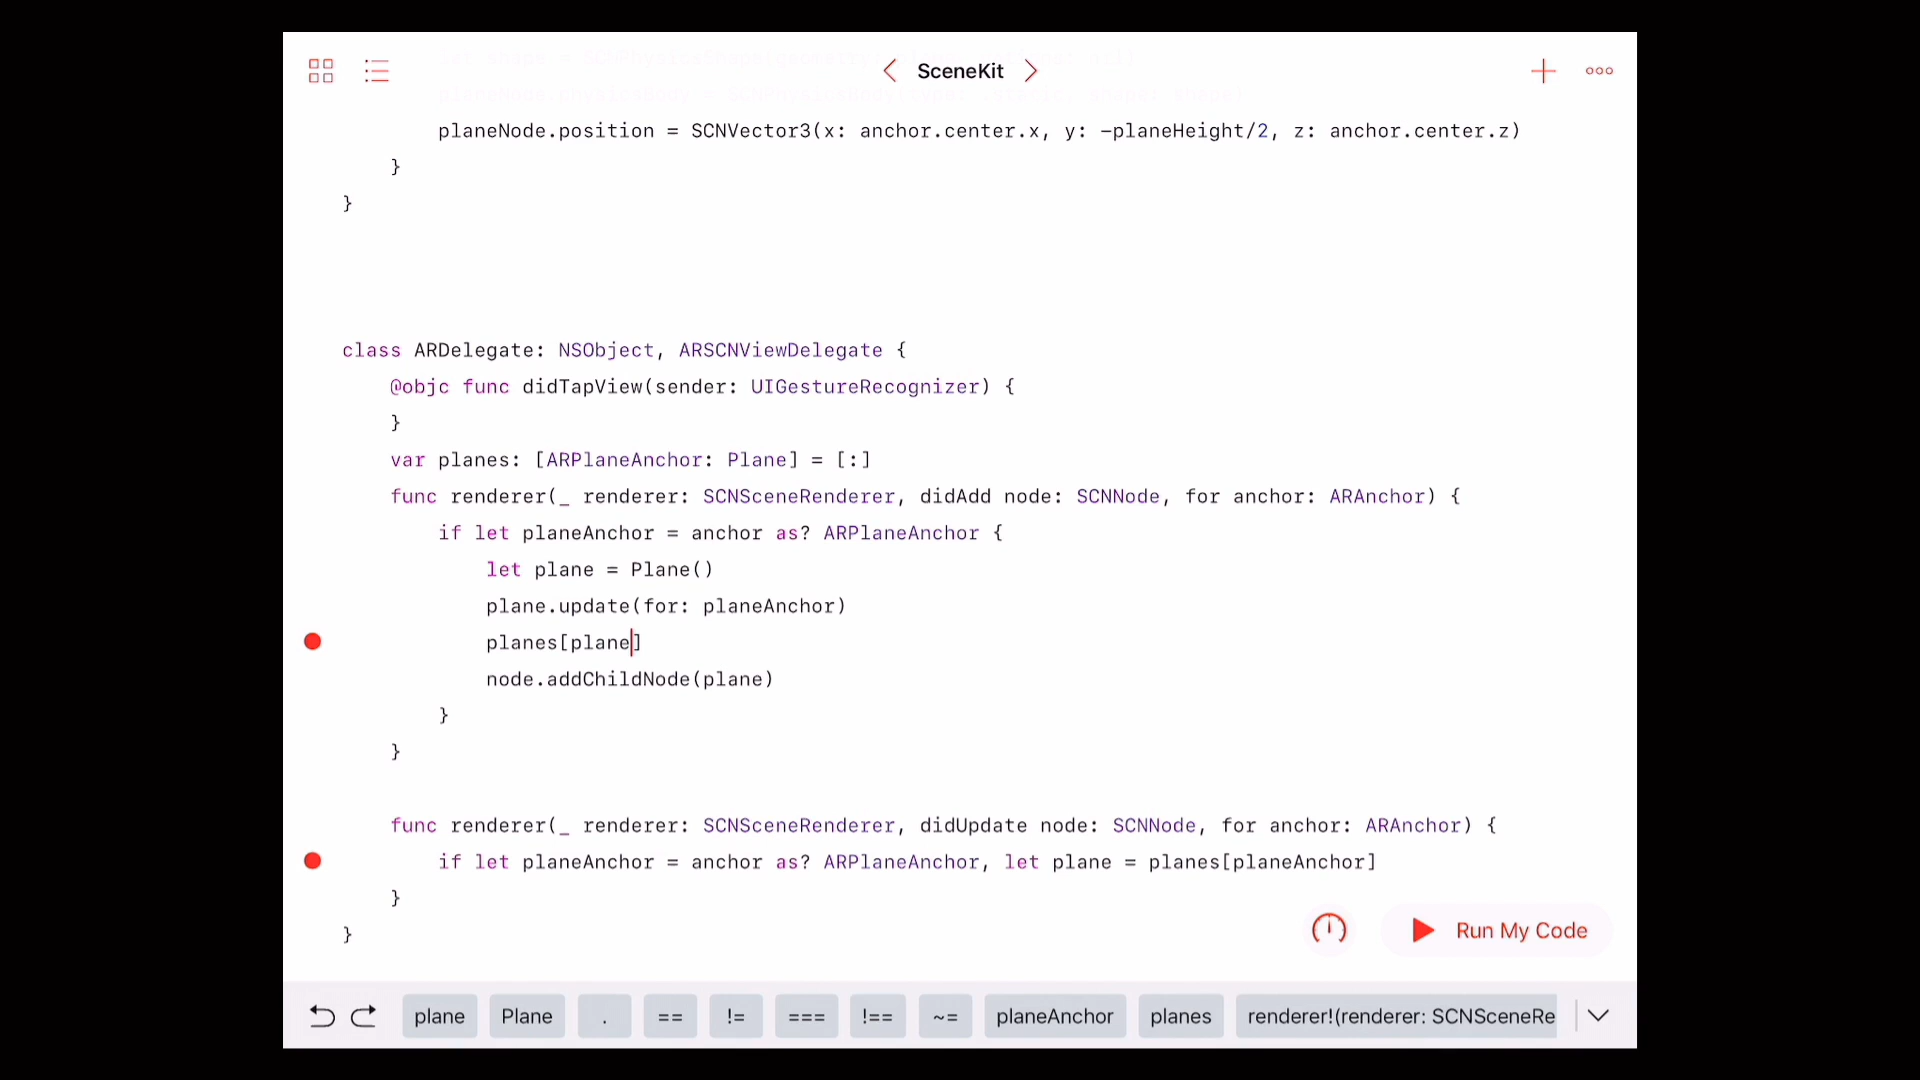 SceneKit
planeNode.position = SCNVector3(x: anchor.center.x, y: -planeHeight/2, z: anchor.center.z)
}
}
class ARDelegate: NSObject, ARSCNViewDelegate {
@objc func didTapView(sender: UIGestureRecognizer) {
}
var planes: [ARPlaneAnchor: Plane] = [:]
func renderer(_ renderer: SCNSceneRenderer, didAdd node: SCNNode, for anchor: ARAnchor) {
if let planeAnchor = anchor as? ARPlaneAnchor {
let plane = Plane()
plane.update(for: planeAnchor)
planes[plane]
node.addChildNode(plane)
}
}
func renderer(_ renderer: SCNSceneRenderer, didUpdate node: SCNNode, for anchor: ARAnchor) {
if let planeAnchor = anchor as? ARPlaneAnchor, let plane = planes[planeAnchor]
}
}
Run My Code
plane Plane . == != === !== ~= planeAnchor planes renderer!(renderer: SCNSceneRe